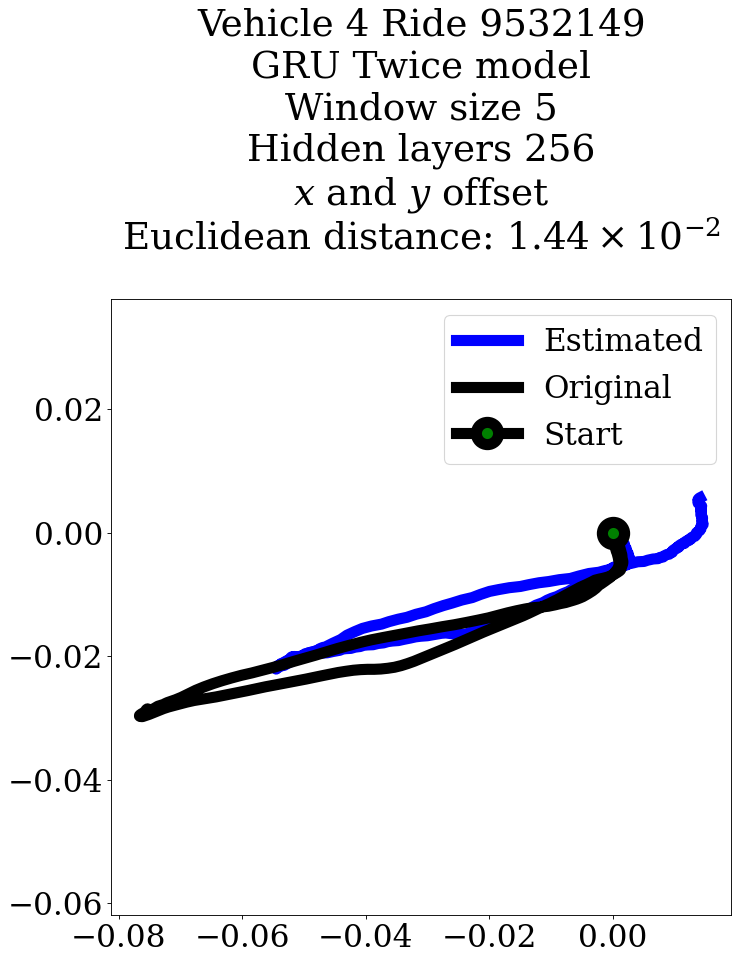 Vehicle 4 Ride 9532149
GRU Twice model
Window size 5
Hidden layers 256
x and y offset
Euclidean distance: 1.44 × 10⁻²
Estimated
Original
Start
0.02
0.00
−0.02
−0.04
−0.06
−0.08 −0.06 −0.04 −0.02 0.00